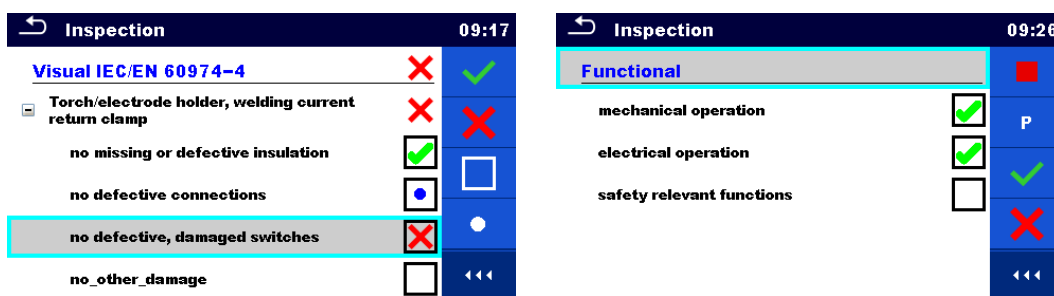 Inspection 09:17
Visual IEC/EN 60974-4
Torch/electrode holder, welding current
return clamp
no missing or defective insulation
no defective connections
no defective, damaged switches
no_other_damage
Inspection 09:26
Functional
mechanical operation
P
electrical operation
safety relevant functions